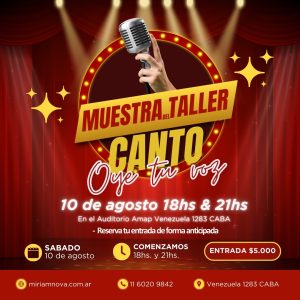 MUESTRA DEL TALLER
CANTO
Oye tu voz
10 de agosto 18hs & 21hs
En el Auditorio Amap Venezuela 1283 CABA
- Reserva tu entrada de forma anticipada
SABADO
10 de agosto
COMENZAMOS
18hs. y 21hs.
ENTRADA $5.000
miriamnova.com.ar
11 6020 9842
Venezuela 1283 CABA